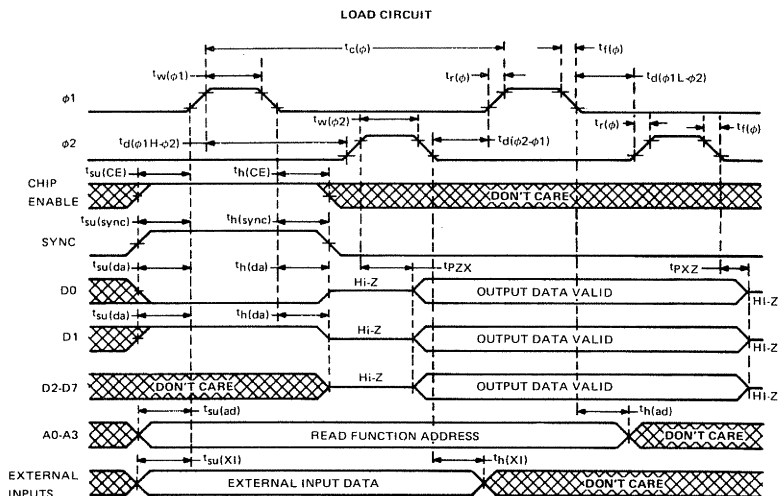 LOAD CIRCUIT
tc(ϕ) tf(ϕ)
tw(ϕ1) tr(ϕ) td(ϕ1L-ϕ2)
ϕ1
tw(ϕ2) tr(ϕ) tf(ϕ)
td(ϕ1H-ϕ2) td(ϕ2-ϕ1)
ϕ2
tsu(CE) th(CE)
CHIP ENABLE DON'T CARE
tsu(sync) th(sync)
SYNC
tsu(da) th(da) tPZX tPXZ
D0 Hi-Z OUTPUT DATA VALID Hi-Z
tsu(da) th(da)
D1 Hi-Z OUTPUT DATA VALID Hi-Z
D2-D7 DON'T CARE Hi-Z OUTPUT DATA VALID Hi-Z
tsu(ad) th(ad)
A0-A3 READ FUNCTION ADDRESS DON'T CARE
tsu(XI) th(XI)
EXTERNAL INPUTS EXTERNAL INPUT DATA DON'T CARE